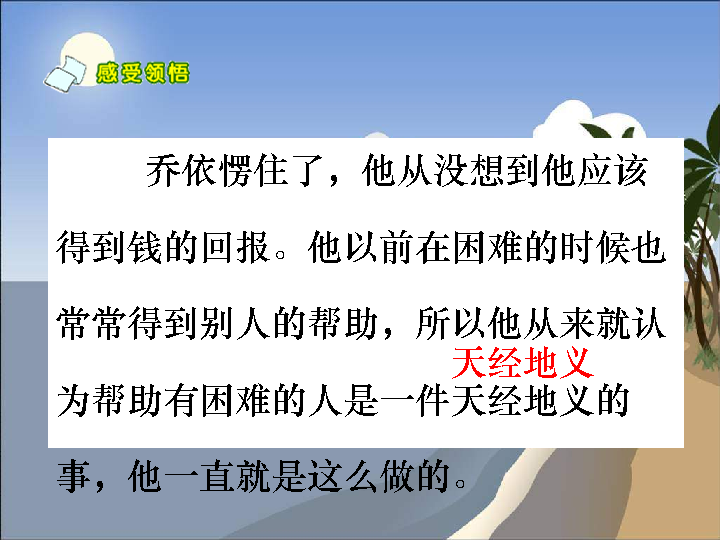 感受领悟
乔依愣住了，他从没想到他应该
得到钱的回报。他以前在困难的时候也
常常得到别人的帮助，所以他从来就认
天经地义
为帮助有困难的人是一件天经地义的
事，他一直就是这么做的。